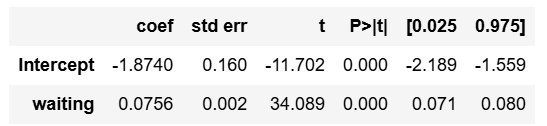 coef std err t P>|t| [0.025 0.975]
Intercept -1.8740 0.160 -11.702 0.000 -2.189 -1.559
waiting 0.0756 0.002 34.089 0.000 0.071 0.080